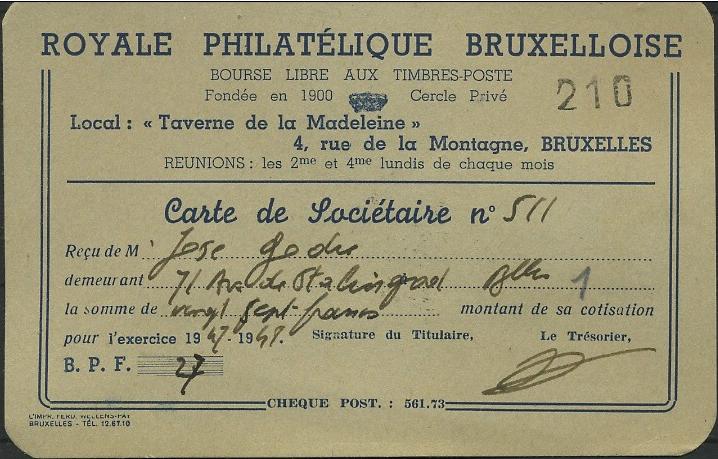 ROYALE PHILATÉLIQUE BRUXELLOISE
BOURSE LIBRE AUX TIMBRES-POSTE
Fondée en 1900 Cercle Privé 210
Local : « Taverne de la Madeleine »
4, rue de la Montagne, BRUXELLES
REUNIONS : les 2me et 4me lundis de chaque mois
Carte de Sociétaire n° 511
Reçu de M Jose
demeurant 71 Av. de Stalingrad Blles 1
la somme de vingt sept francs montant de sa cotisation
pour l'exercice 1947-1948. Signature du Titulaire, Le Trésorier,
B. P. F. 27
CHEQUE POST. : 561.73
L'IMPR. FERD. WELLENS-PAY
BRUXELLES - TÉL. 12.67.10